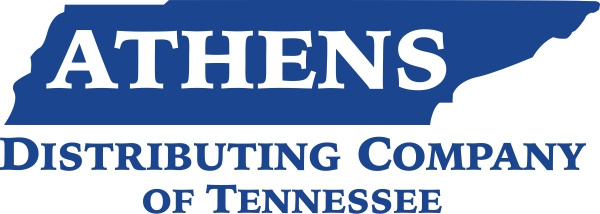 ATHENS
DISTRIBUTING COMPANY
OF TENNESSEE